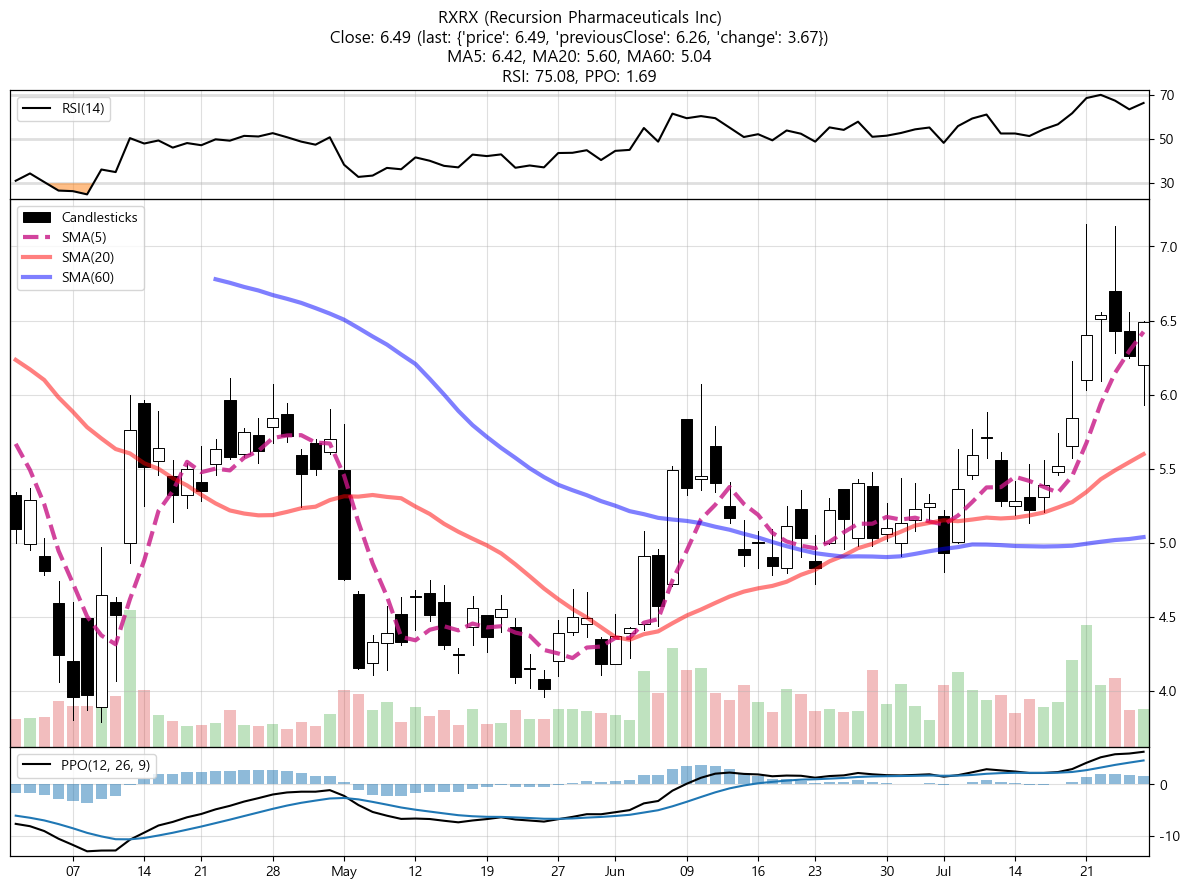 RXRX (Recursion Pharmaceuticals Inc)
Close: 6.49 (last: {'price': 6.49, 'previousClose': 6.26, 'change': 3.67})
MA5: 6.42, MA20: 5.60, MA60: 5.04
RSI: 75.08, PPO: 1.69
RSI(14)
70
50
30
Candlesticks
SMA(5)
SMA(20)
SMA(60)
7.0
6.5
6.0
5.5
5.0
4.5
4.0
PPO(12, 26, 9)
0
-10
07 14 21 28 May 12 19 27 Jun 09 16 23 30 Jul 14 21